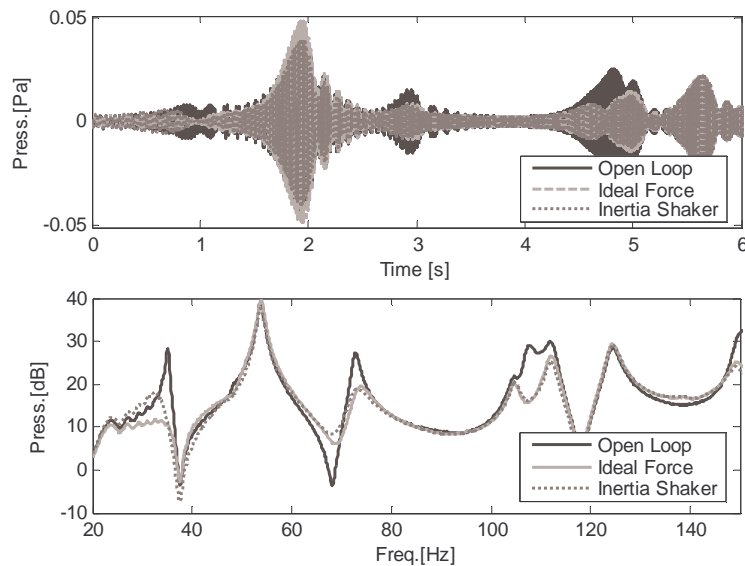 0.05
0
-0.05
Press.[Pa]
0 1 2 3 4 5 6
Time [s]
Open Loop
Ideal Force
Inertia Shaker
40
30
20
10
0
-10
Press.[dB]
20 40 60 80 100 120 140
Freq.[Hz]
Open Loop
Ideal Force
Inertia Shaker